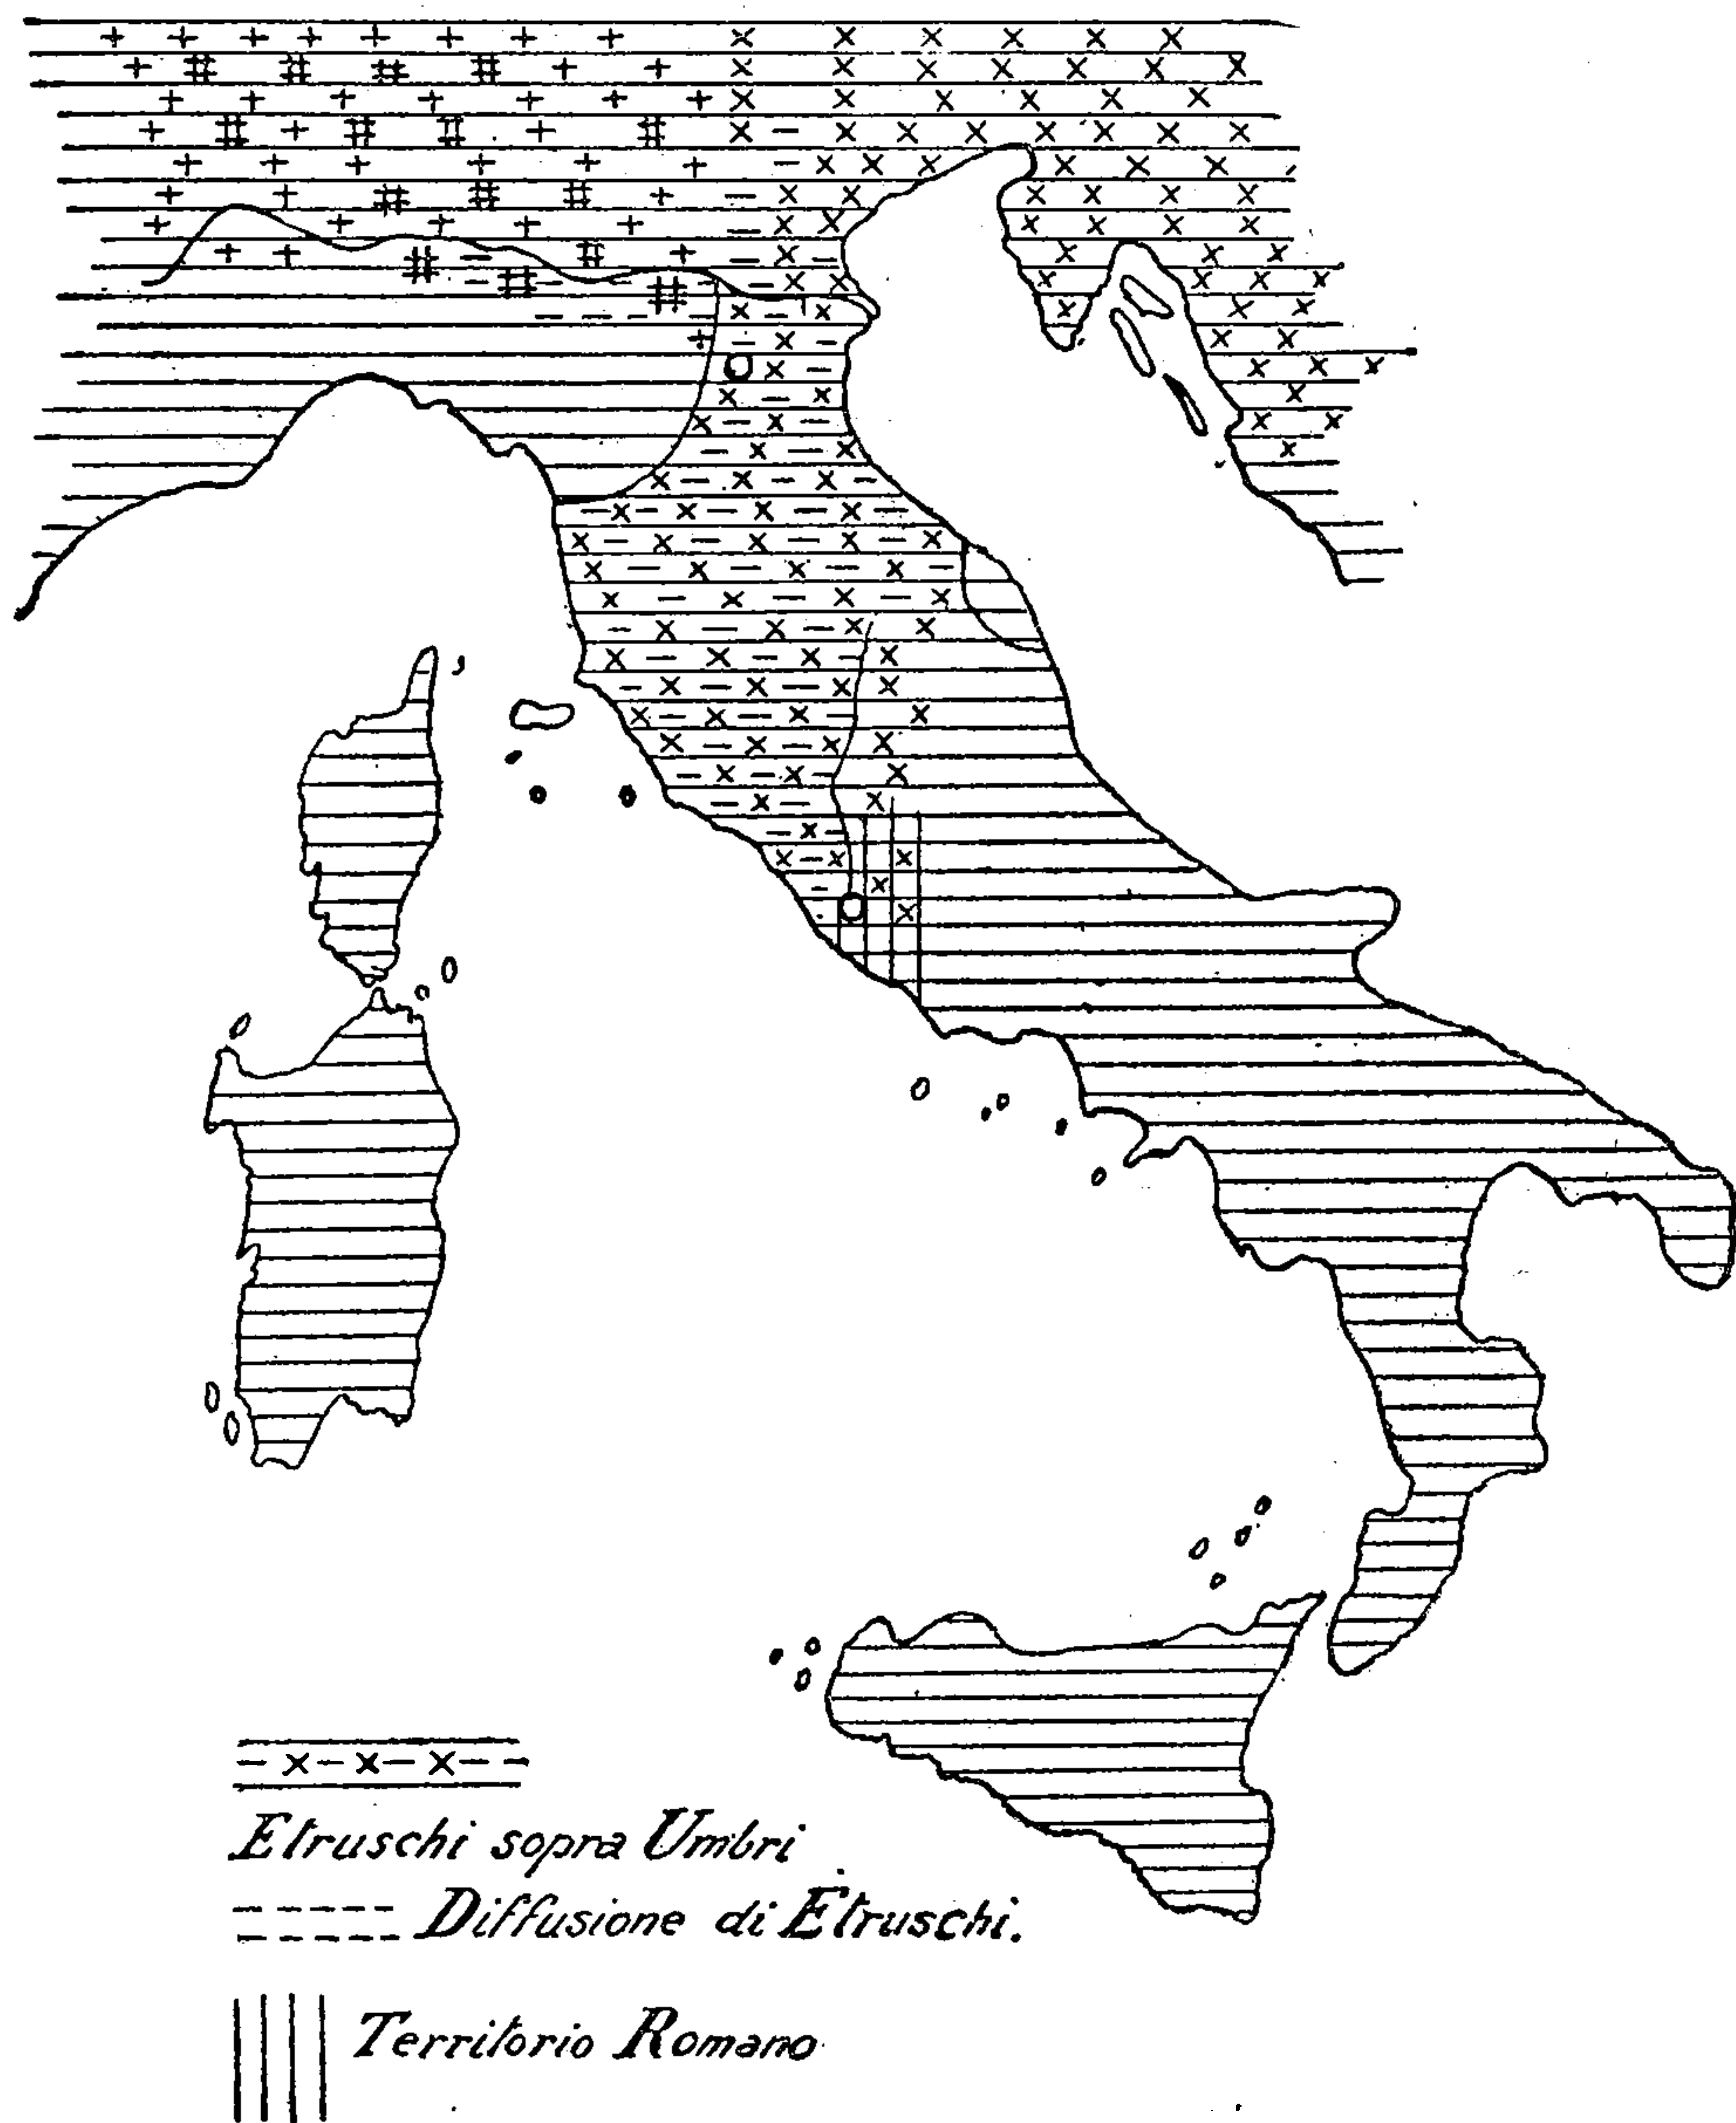 Etruschi sopra Umbri
Diffusione di Etruschi.
Territorio Romano